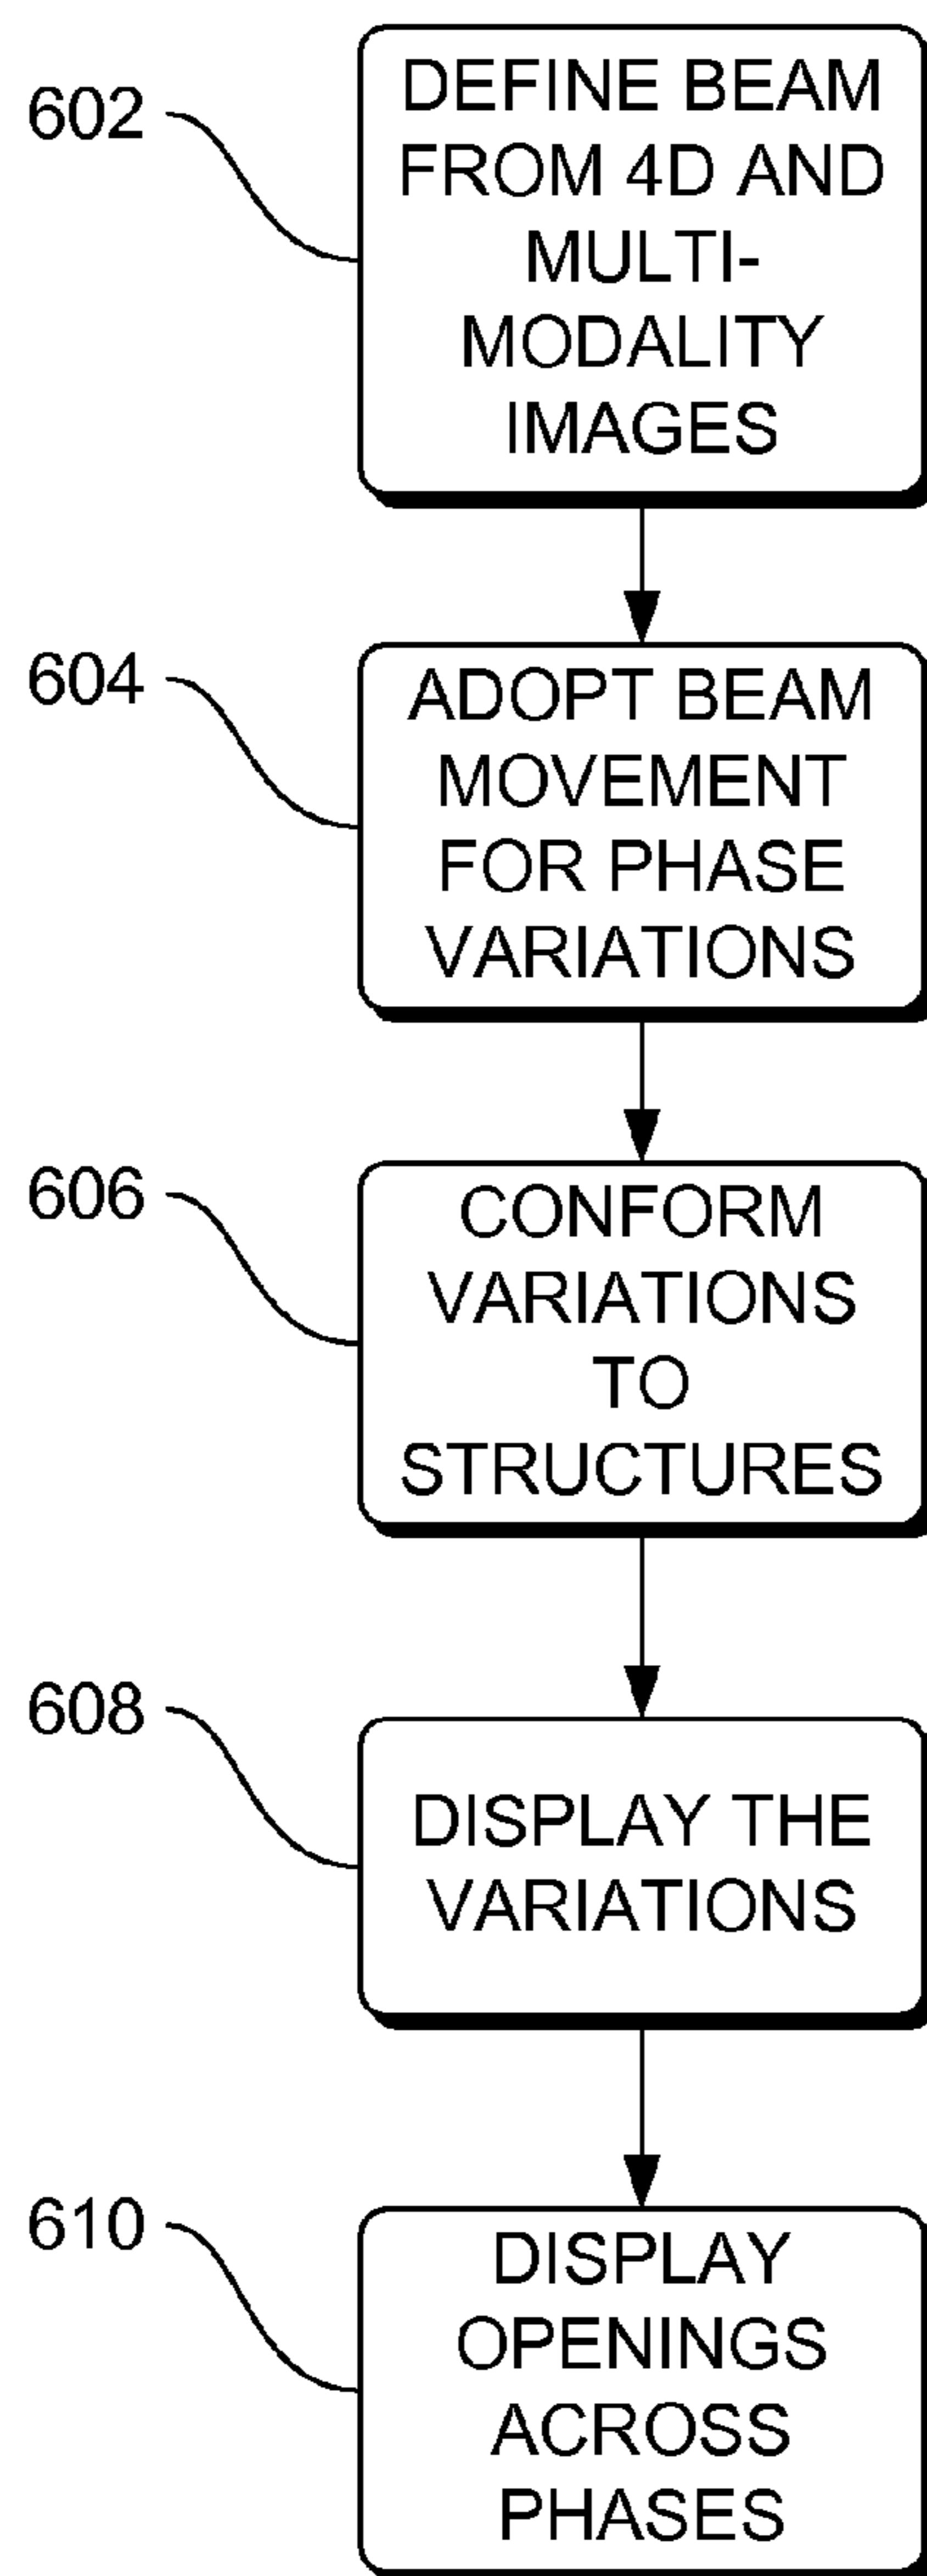 602
DEFINE BEAM
FROM 4D AND
MULTI-
MODALITY
IMAGES
604
ADOPT BEAM
MOVEMENT
FOR PHASE
VARIATIONS
606
CONFORM
VARIATIONS
TO
STRUCTURES
608
DISPLAY THE
VARIATIONS
610
DISPLAY
OPENINGS
ACROSS
PHASES